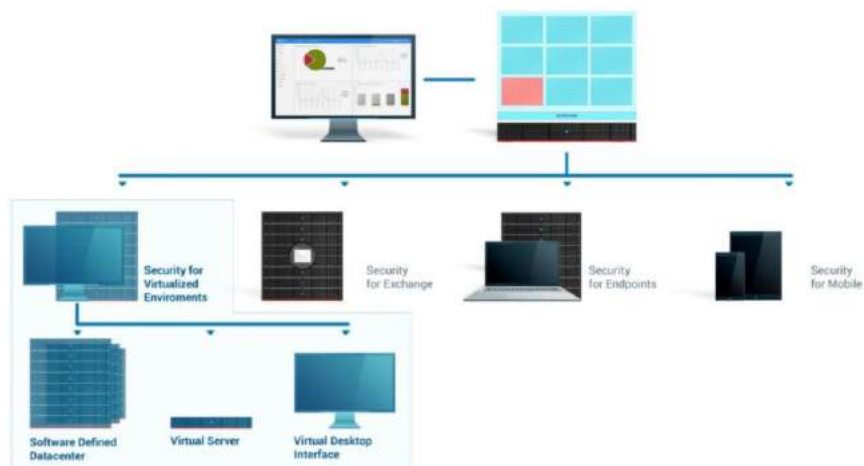 Security for
Virtualized
Enviroments
Security
for Exchange
Security
for Endpoints
Security
for Mobile
Software Defined
Datacenter
Virtual Server
Virtual Desktop
Interface